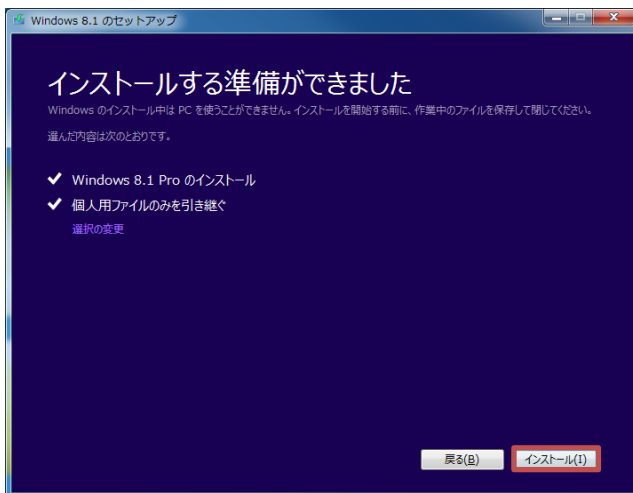 Windows 8.1 のセットアップ
インストールする準備ができました
Windows のインストール中は PC を使うことができません。インストールを開始する前に、作業中のファイルを保存して閉じてください。
選んだ内容は次のとおりです。
Windows 8.1 Pro のインストール
個人用ファイルのみを引き継ぐ
選択の変更
戻る(B) インストール(I)